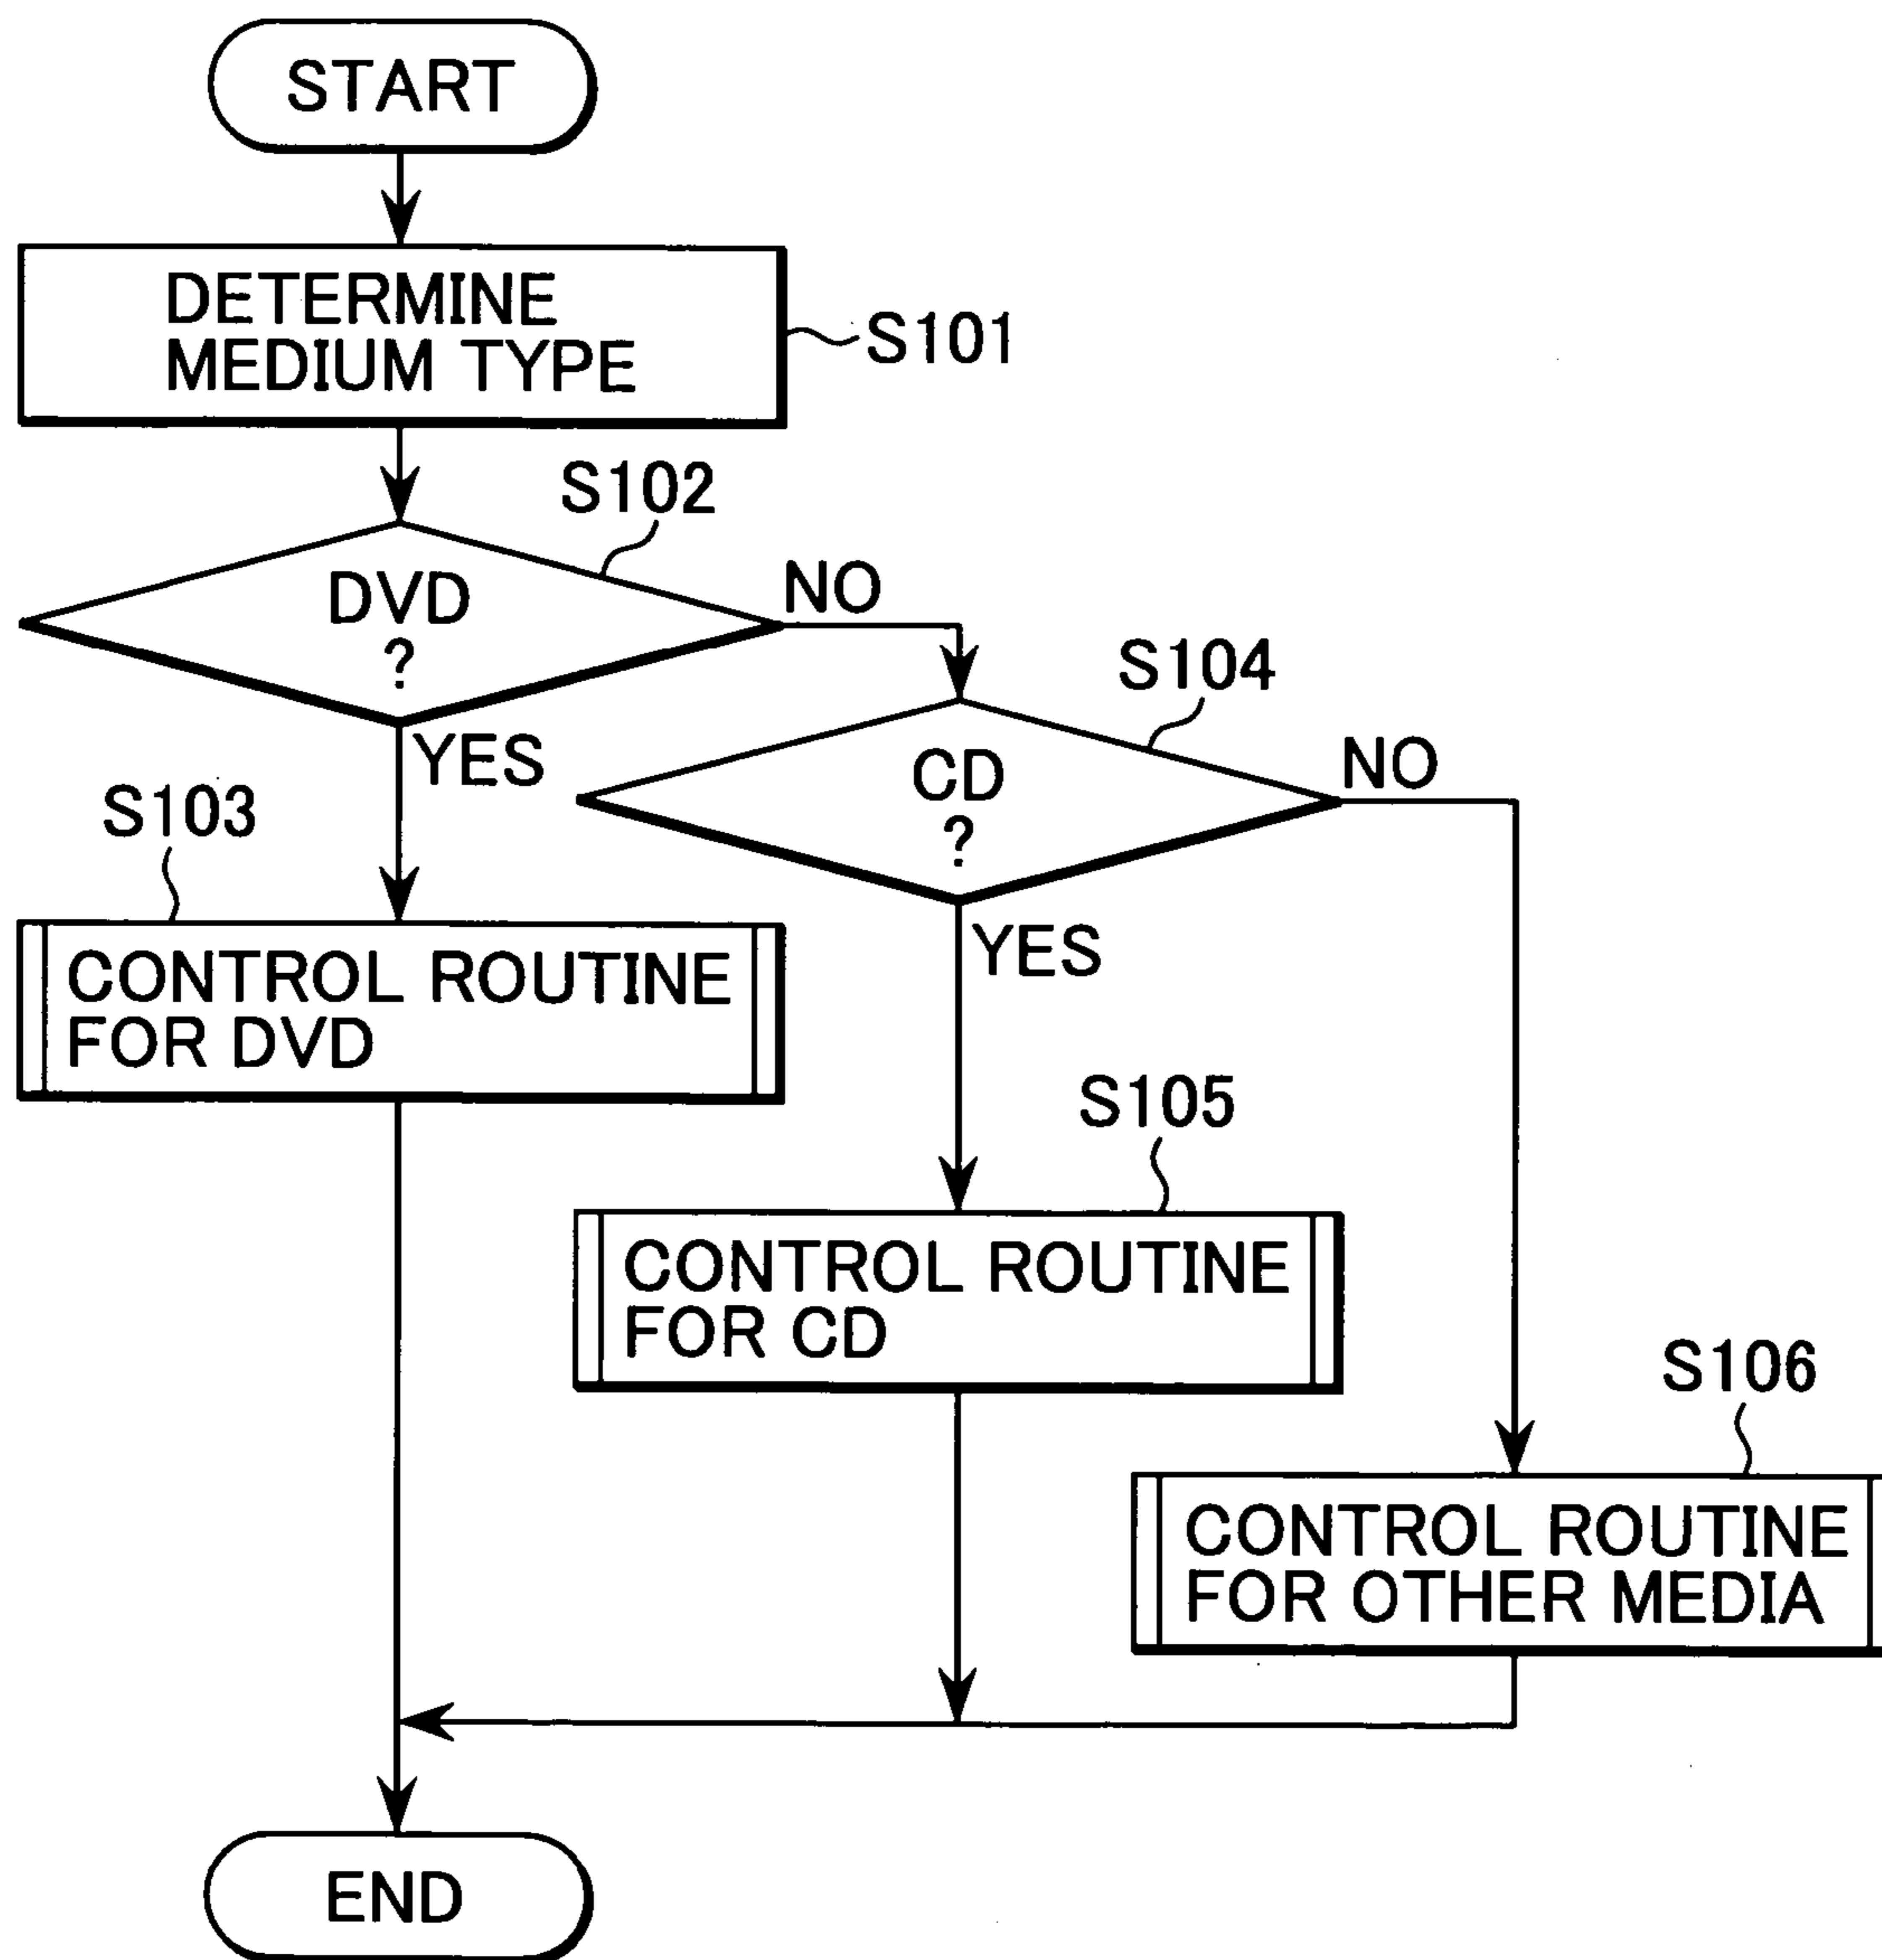 START
DETERMINE
MEDIUM TYPE
S101
S102
DVD
?
NO
YES
S104
CD
?
NO
YES
S103
CONTROL ROUTINE
FOR DVD
S105
CONTROL ROUTINE
FOR CD
S106
CONTROL ROUTINE
FOR OTHER MEDIA
END